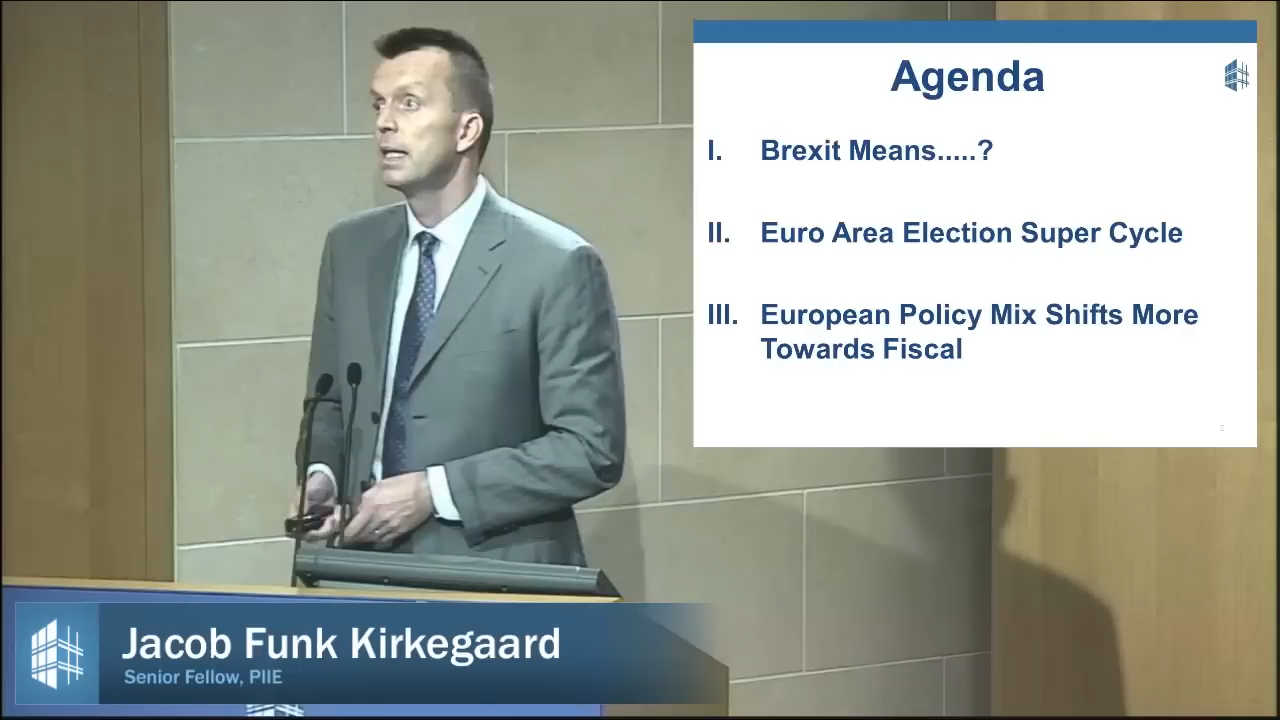 Agenda
I. Brexit Means.....?
II. Euro Area Election Super Cycle
III. European Policy Mix Shifts More
Towards Fiscal
2
Jacob Funk Kirkegaard
Senior Fellow, PIIE